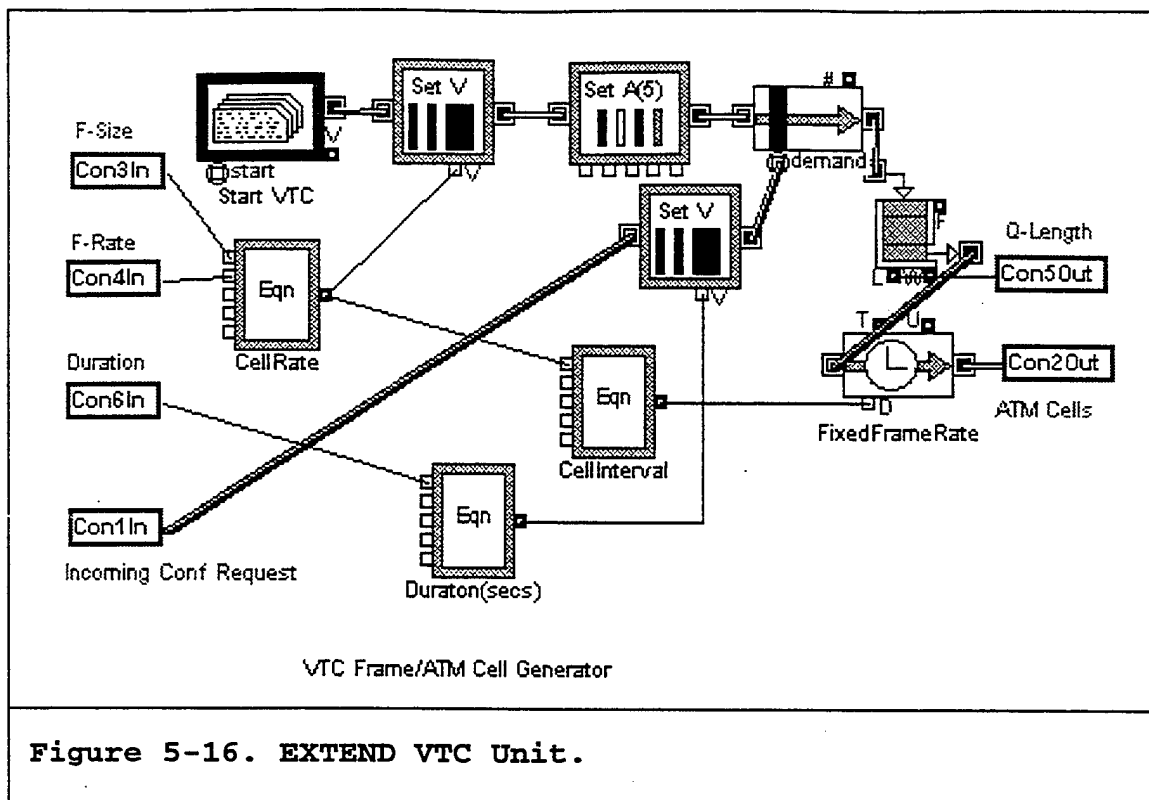 Set V
Set A(5)
#
F-Size
V
Con3In
start
demand
Start VTC
V
Set V
F
F-Rate
Q-Length
Con4In
Eqn
L
Con5Out
V
T U
CellRate
Duration
Con2Out
Con6In
Eqn
D
ATM Cells
FixedFrameRate
CellInterval
Con1In
Eqn
Incoming Conf Request
Duraton(secs)
VTC Frame/ATM Cell Generator
Figure 5-16. EXTEND VTC Unit.